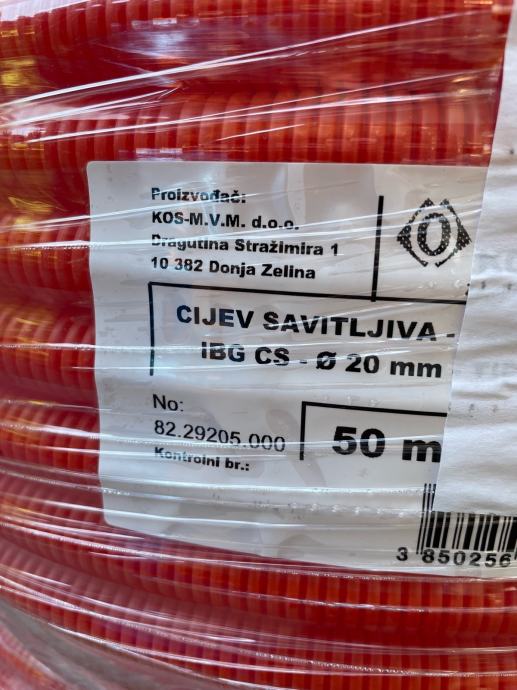 Proizvođač:
KOS-M.V.M. d.o.o.
Dragutina Stražimira 1
10 382 Donja Zelina
O
CIJEV SAVITLJIVA -
IBG CS - Ø 20 mm
No:
82.29205.000
50 m
Kontrolni br.:
3 850256